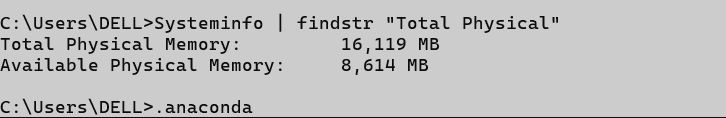 C:\Users\DELL>Systeminfo | findstr "Total Physical"
Total Physical Memory:         16,119 MB
Available Physical Memory:     8,614 MB
C:\Users\DELL>.anaconda